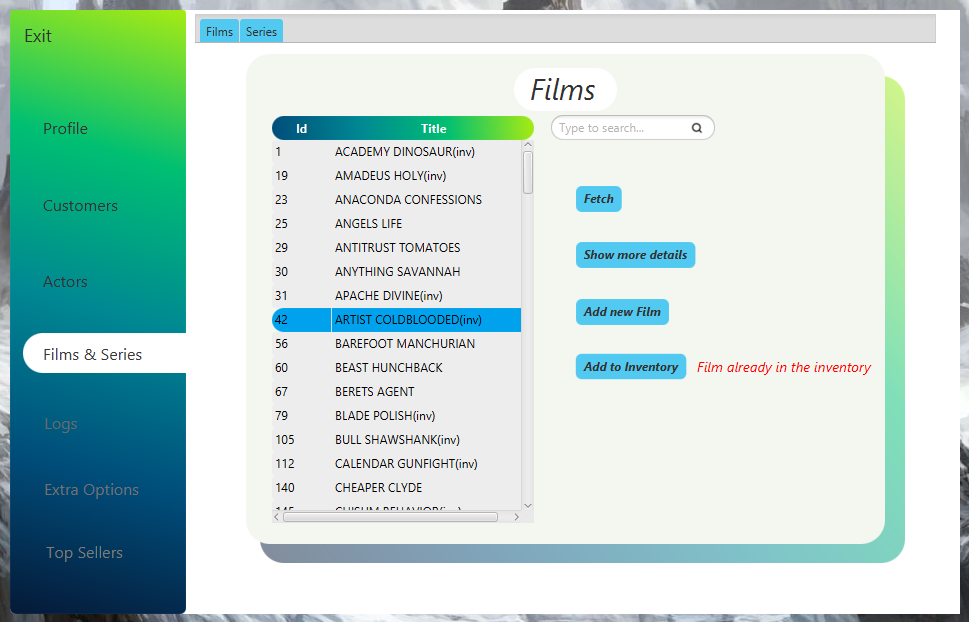 Exit
Profile
Customers
Actors
Films & Series
Logs
Extra Options
Top Sellers
Films Series
Films
Id Title
1 ACADEMY DINOSAUR(inv)
19 AMADEUS HOLY(inv)
23 ANACONDA CONFESSIONS
25 ANGELS LIFE
29 ANTITRUST TOMATOES
30 ANYTHING SAVANNAH
31 APACHE DIVINE(inv)
42 ARTIST COLDBLOODED(inv)
56 BAREFOOT MANCHURIAN
60 BEAST HUNCHBACK
67 BERETS AGENT
79 BLADE POLISH(inv)
105 BULL SHAWSHANK(inv)
112 CALENDAR GUNFIGHT(inv)
140 CHEAPER CLYDE
145 CHISUM BEHAVIOR(inv)
Type to search...
Fetch
Show more details
Add new Film
Add to Inventory Film already in the inventory